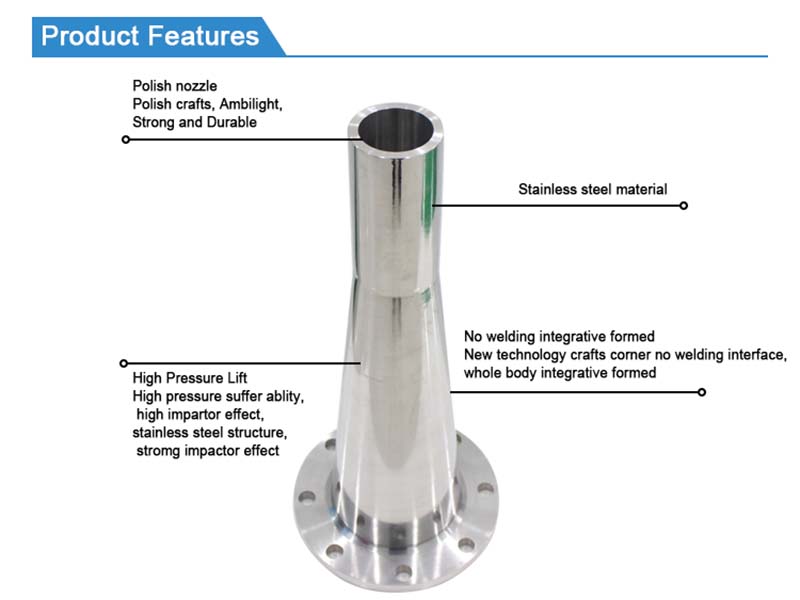 Product Features
Polish nozzle
Polish crafts, Ambilight,
Strong and Durable
Stainless steel material
No welding integrative formed
New technology crafts corner no welding interface,
whole body integrative formed
High Pressure Lift
High pressure suffer ablity,
high impartor effect,
stainless steel structure,
stromg impactor effect